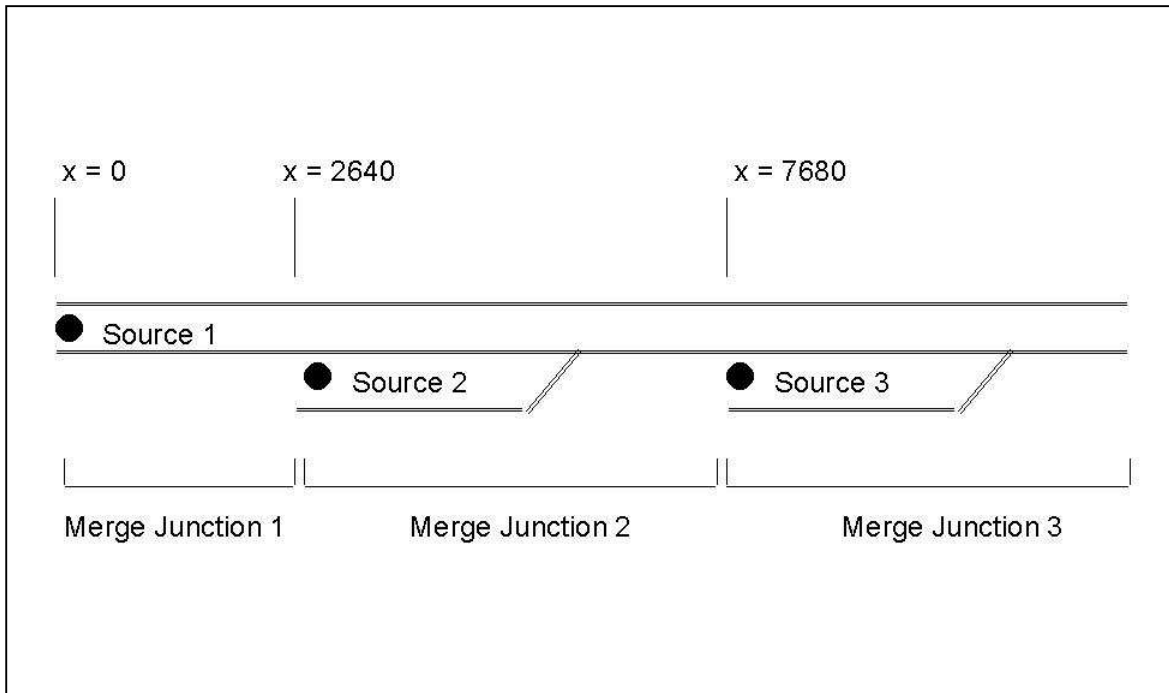 x = 0
x = 2640
x = 7680
Source 1
Source 2
Source 3
Merge Junction 1
Merge Junction 2
Merge Junction 3